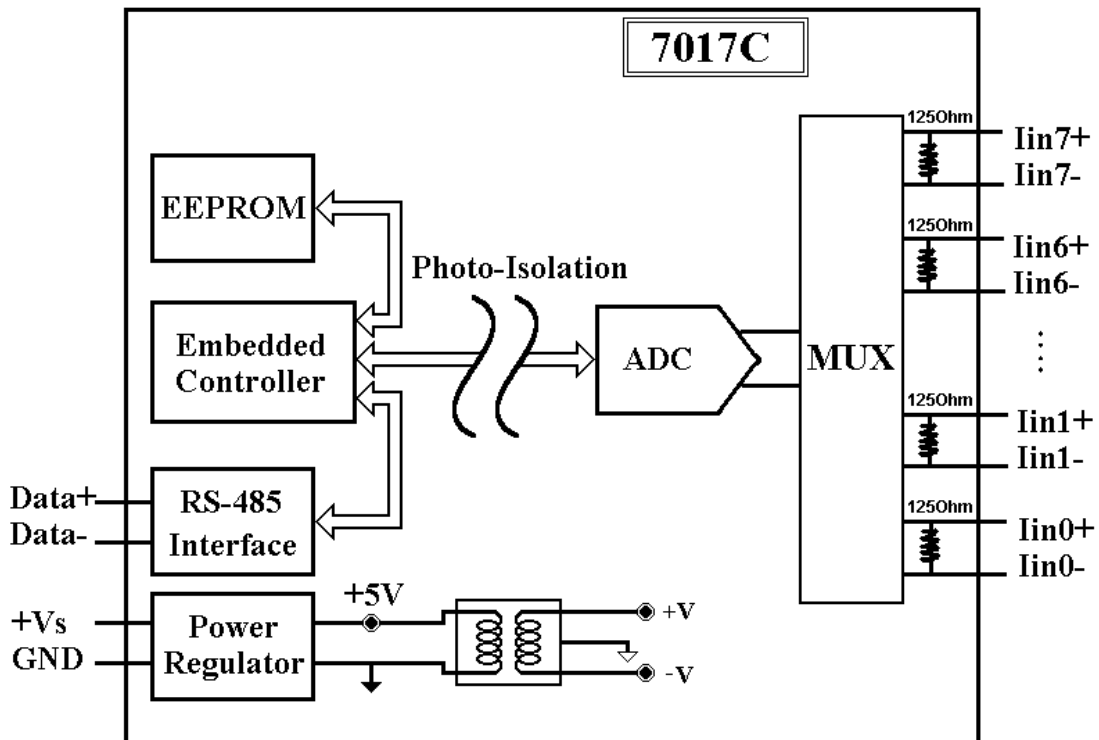 7017C
125Ohm
Iin7+
Iin7-
EEPROM
125Ohm
Iin6+
Iin6-
Photo-Isolation
Embedded
Controller
ADC
MUX
....
125Ohm
Iin1+
Iin1-
Data+
Data-
RS-485
Interface
125Ohm
Iin0+
Iin0-
+Vs
GND
Power
Regulator
+5V
+V
-V